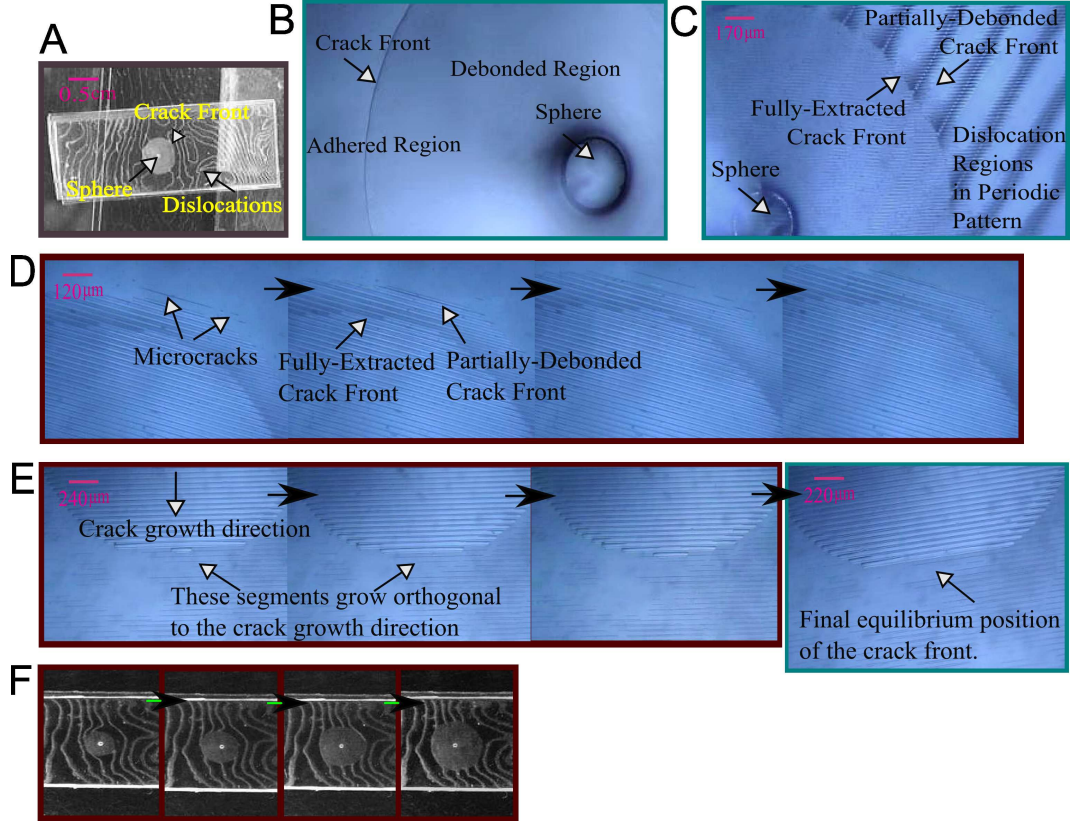 A
0.5cm
Crack Front
Sphere
Dislocations
B
Crack Front
Debonded Region
Sphere
Adhered Region
C
170μm
Partially-Debonded
Crack Front
Fully-Extracted
Crack Front
Sphere
Dislocation
Regions
in Periodic
Pattern
D
120μm
Microcracks
Fully-Extracted
Crack Front
Partially-Debonded
Crack Front
E
240μm
Crack growth direction
These segments grow orthogonal
to the crack growth direction
220μm
Final equilibrium position
of the crack front.
F